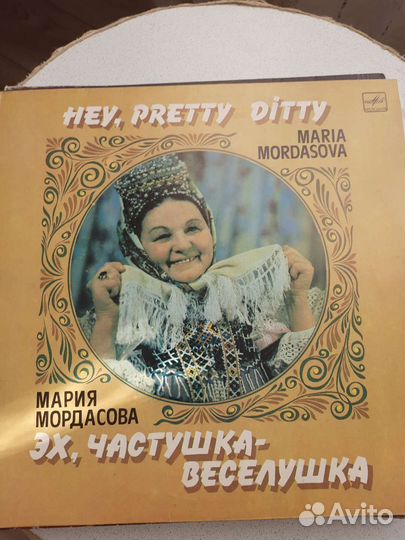 HEY, PRETTY DiTTY
MARIA
MORDASOVA
МАРИЯ
МОРДАСОВА
ЭХ, ЧАСТУШКА-
ВЕСЕЛУШКА
Avito